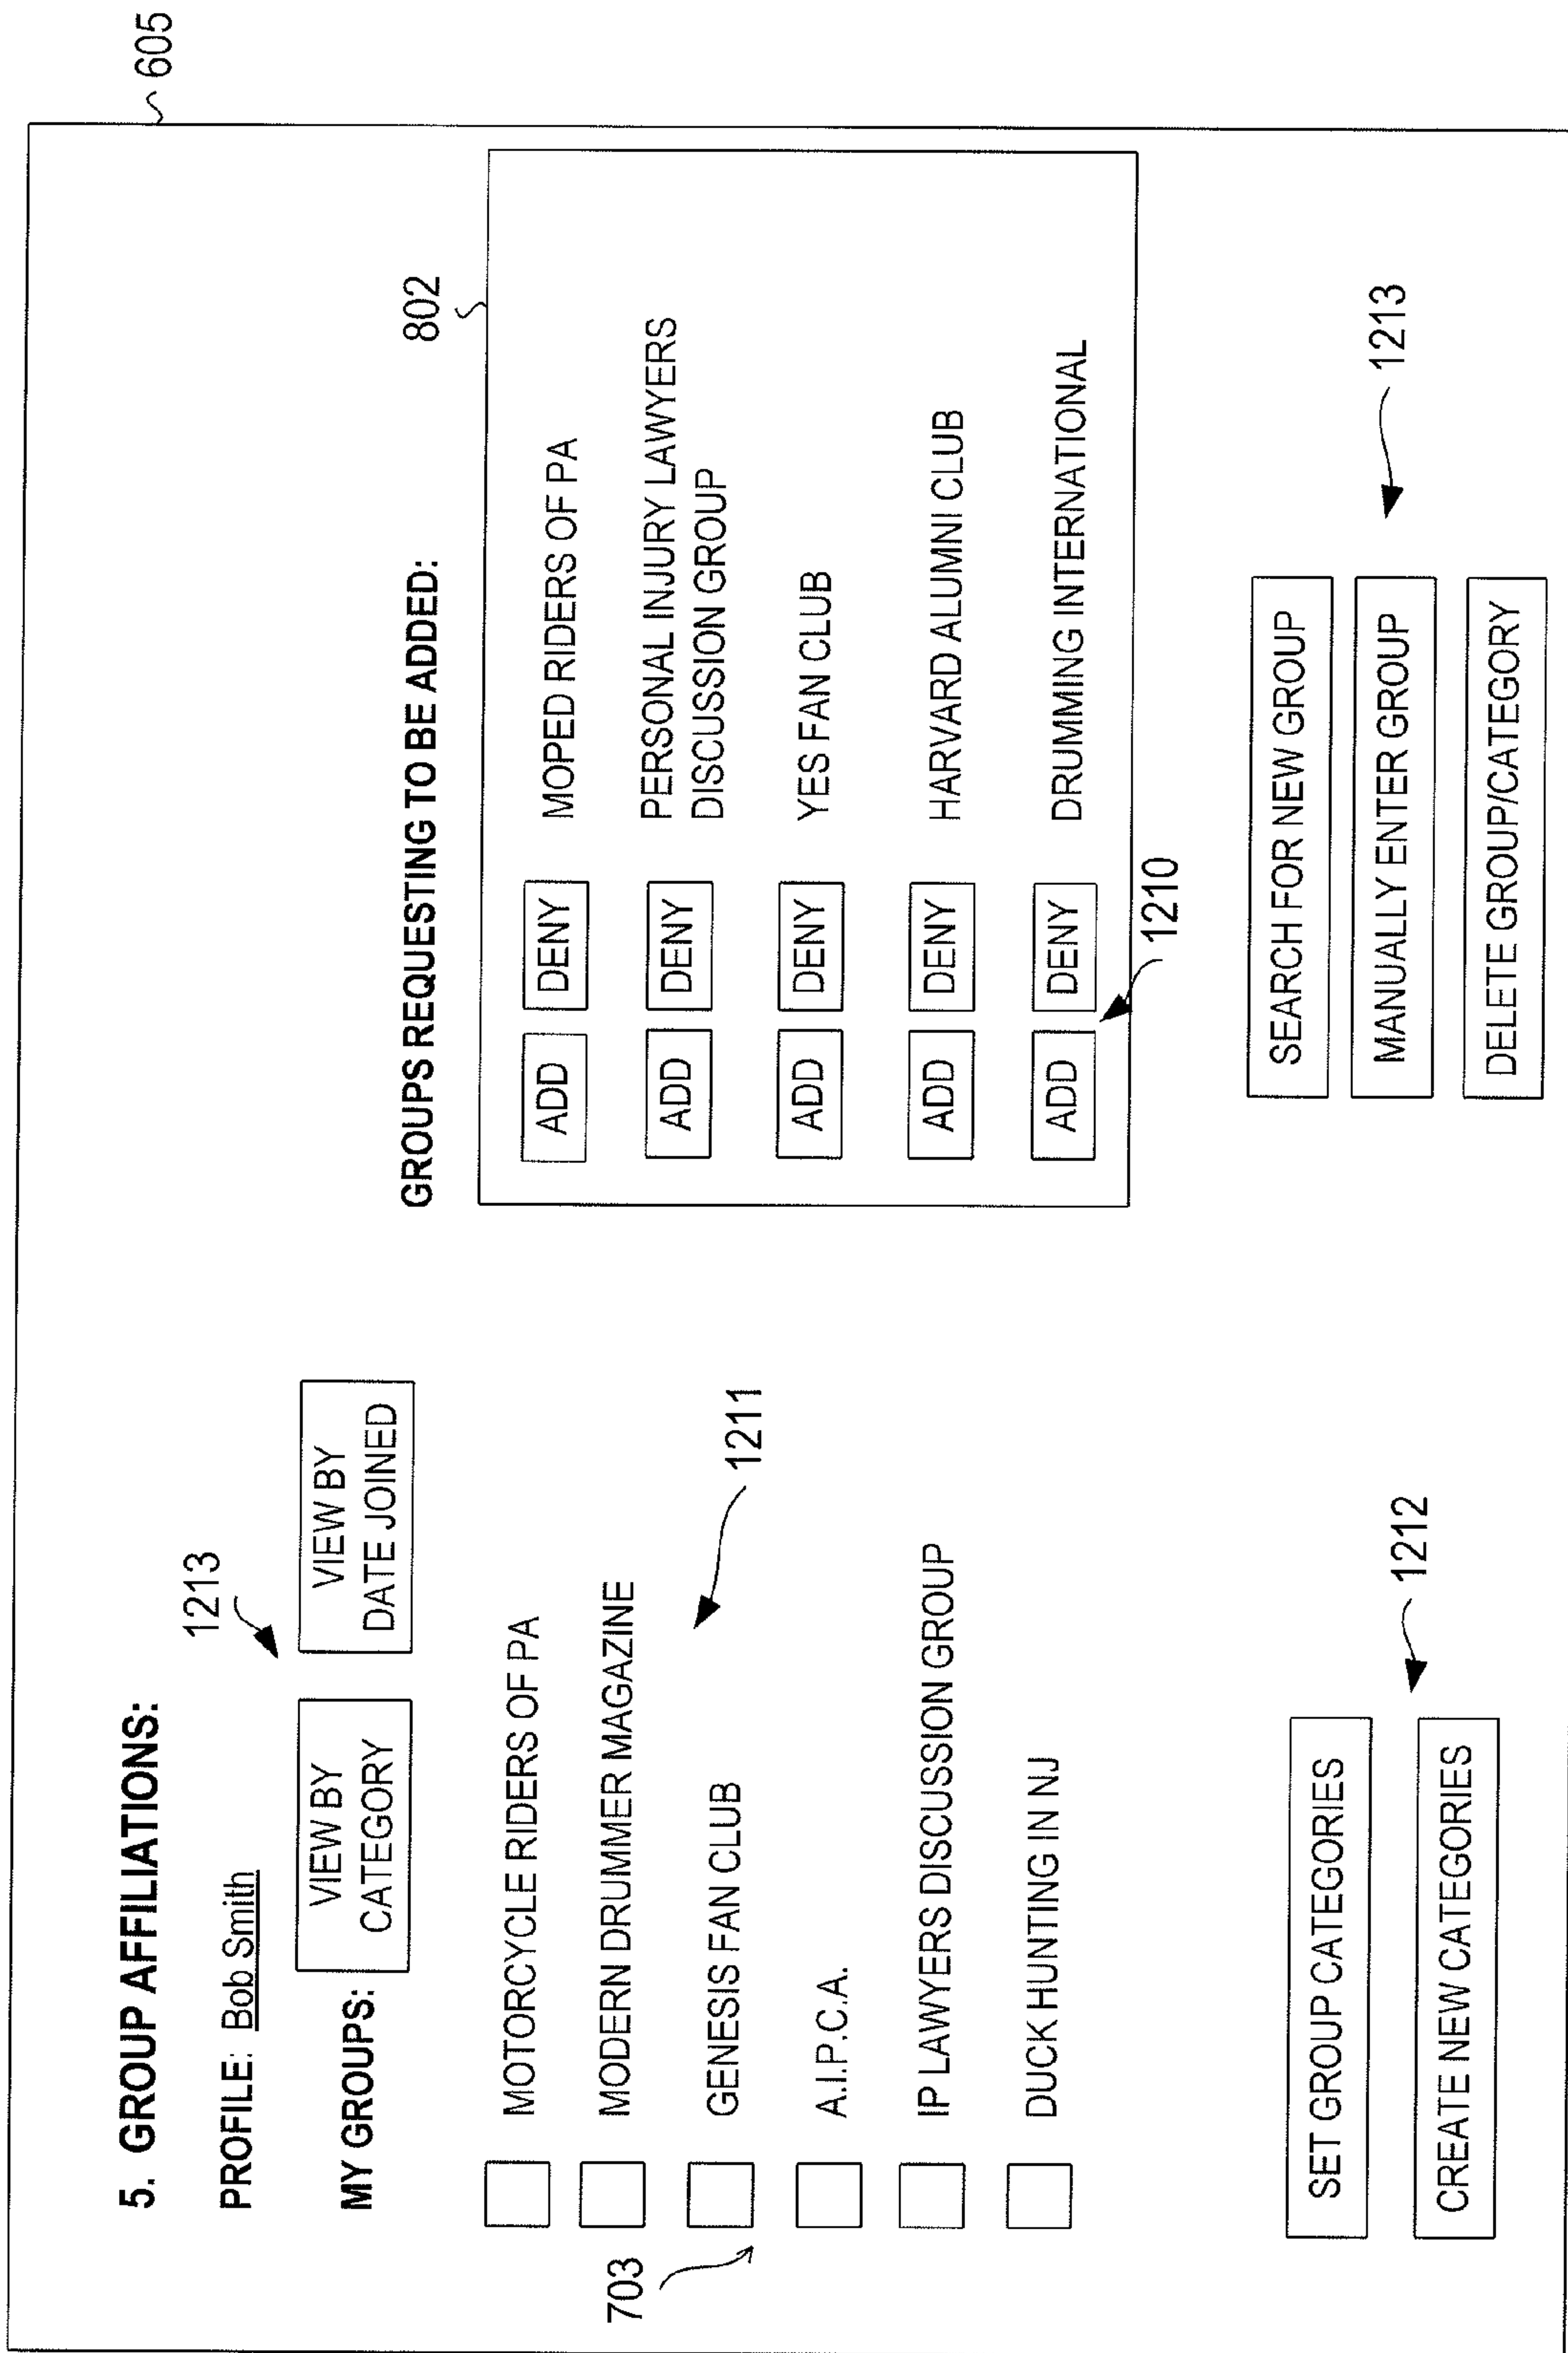 605
5. GROUP AFFILIATIONS:
PROFILE: Bob Smith
1213
MY GROUPS:
VIEW BY
CATEGORY
VIEW BY
DATE JOINED
703
MOTORCYCLE RIDERS OF PA
MODERN DRUMMER MAGAZINE
GENESIS FAN CLUB
A.I.P.C.A.
IP LAWYERS DISCUSSION GROUP
DUCK HUNTING IN NJ
1211
SET GROUP CATEGORIES
CREATE NEW CATEGORIES
1212
GROUPS REQUESTING TO BE ADDED:
802
ADD DENY MOPED RIDERS OF PA
ADD DENY PERSONAL INJURY LAWYERS
DISCUSSION GROUP
ADD DENY YES FAN CLUB
ADD DENY HARVARD ALUMNI CLUB
ADD DENY DRUMMING INTERNATIONAL
1210
SEARCH FOR NEW GROUP
MANUALLY ENTER GROUP
DELETE GROUP/CATEGORY
1213